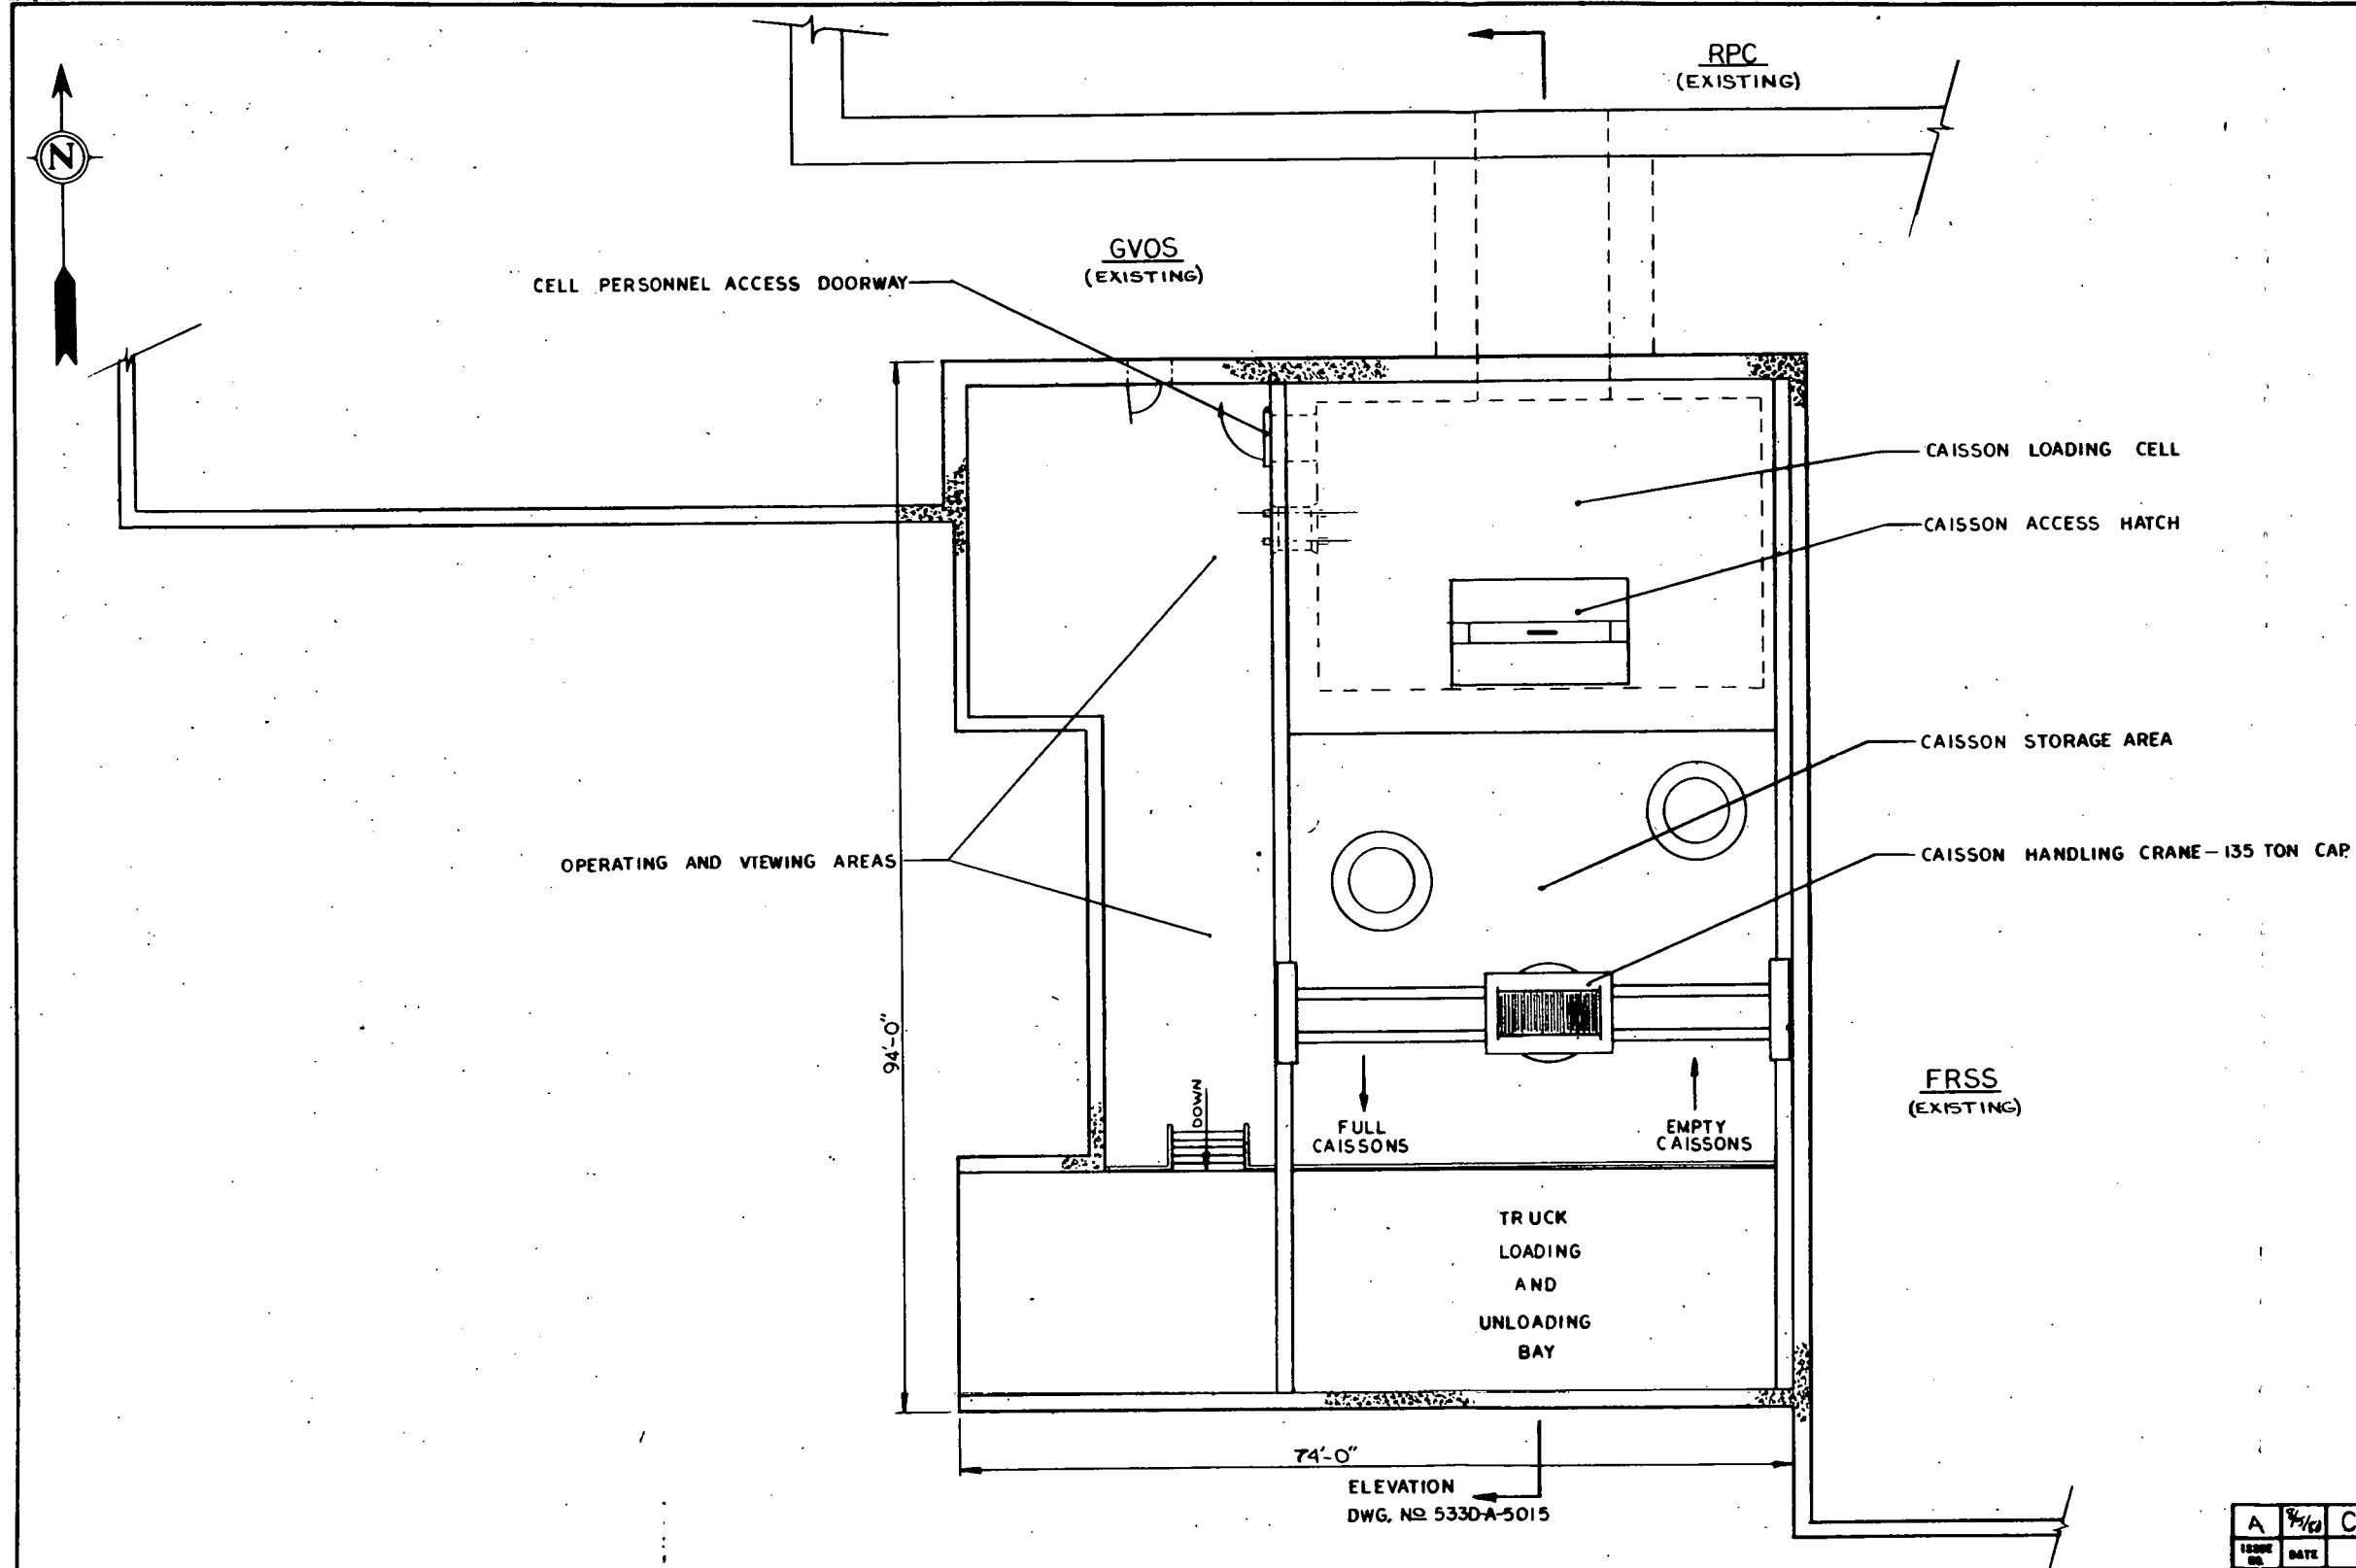 RPC
(EXISTING)
N
GVOS
(EXISTING)
CELL PERSONNEL ACCESS DOORWAY
CAISSON LOADING CELL
CAISSON ACCESS HATCH
CAISSON STORAGE AREA
CAISSON HANDLING CRANE-135 TON CAP.
OPERATING AND VIEWING AREAS
94'-0"
DOWN
FULL
CAISSONS
EMPTY
CAISSONS
FRSS
(EXISTING)
TRUCK
LOADING
AND
UNLOADING
BAY
74'-0"
ELEVATION
DWG. NO 533D-A-5015
A
ISSUE
NO.
DATE